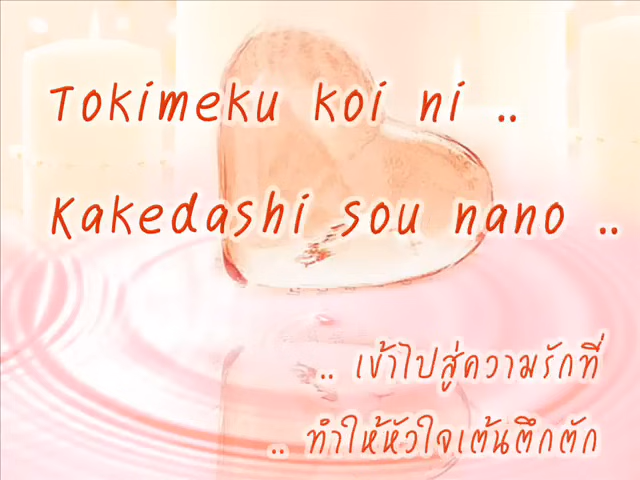 Tokimeku koi ni ..
Kakedashi sou nano ..
.. เข้าไปสู่ความรักที่
.. ทำให้หัวใจเต้นตึกตัก